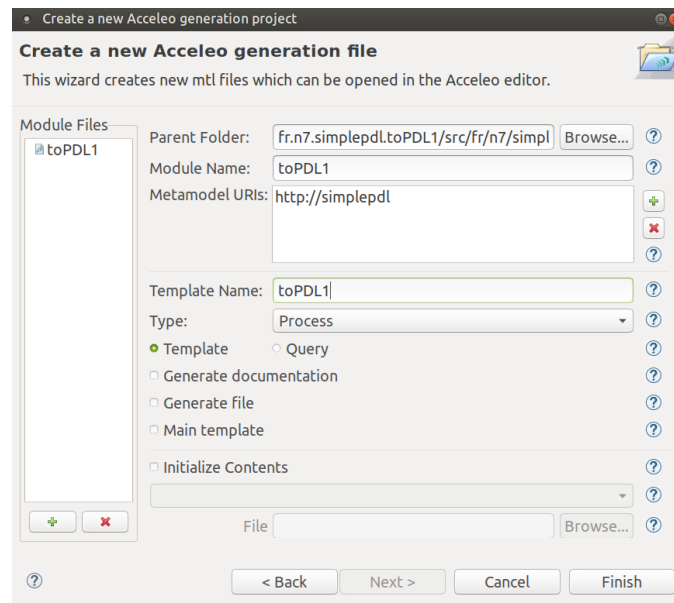 Create a new Acceleo generation project
Create a new Acceleo generation file
This wizard creates new mtl files which can be opened in the Acceleo editor.
Module Files
toPDL1
Parent Folder: fr.n7.simplepdl.toPDL1/src/fr/n7/simpl Browse...
Module Name: toPDL1
Metamodel URIs: http://simplepdl
Template Name: toPDL1
Type: Process
Template Query
Generate documentation
Generate file
Main template
Initialize Contents
File Browse...
< Back Next > Cancel Finish